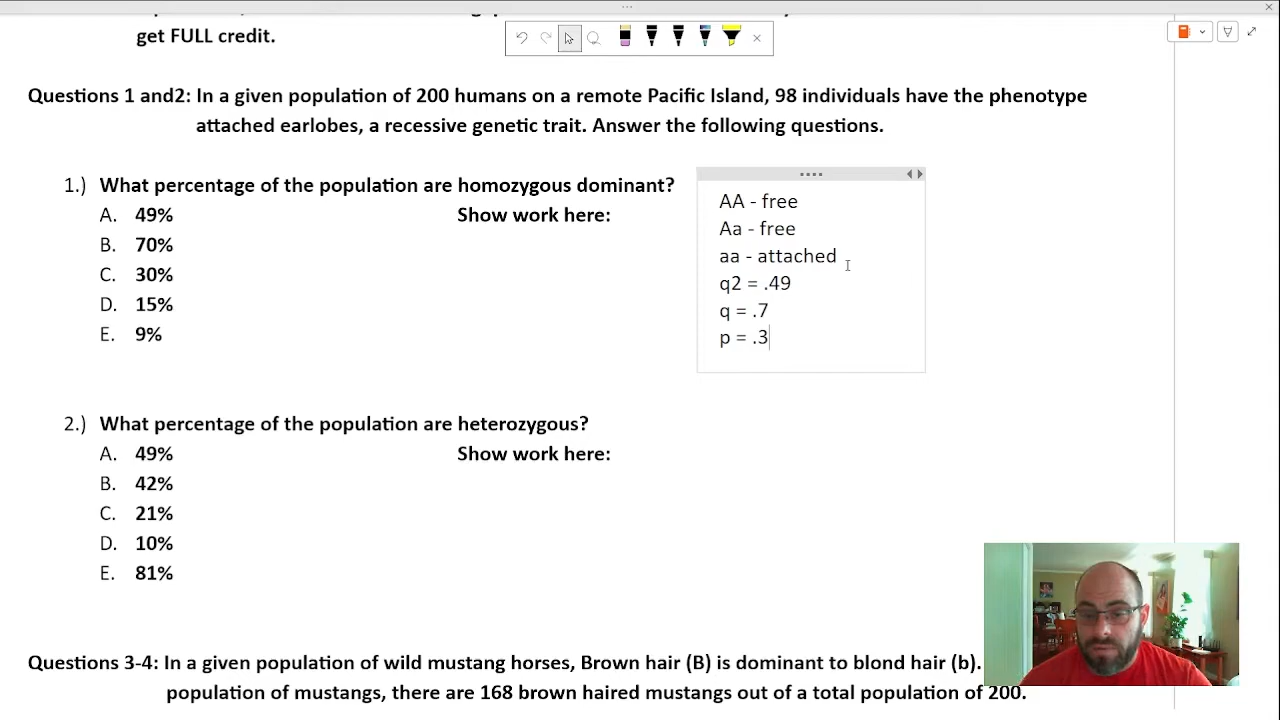 get FULL credit.
Questions 1 and2: In a given population of 200 humans on a remote Pacific Island, 98 individuals have the phenotype
attached earlobes, a recessive genetic trait. Answer the following questions.
1.) What percentage of the population are homozygous dominant?
A. 49% Show work here:
B. 70%
C. 30%
D. 15%
E. 9%
AA - free
Aa - free
aa - attached
q2 = .49
q = .7
p = .3
2.) What percentage of the population are heterozygous?
A. 49% Show work here:
B. 42%
C. 21%
D. 10%
E. 81%
Questions 3-4: In a given population of wild mustang horses, Brown hair (B) is dominant to blond hair (b).
population of mustangs, there are 168 brown haired mustangs out of a total population of 200.